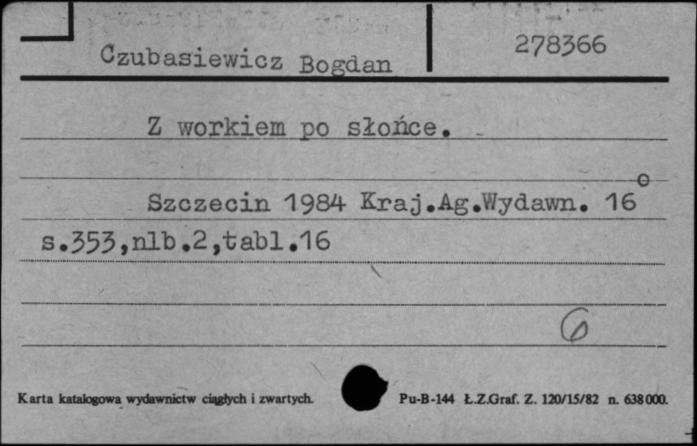 Czubasiewicz Bogdan 278366
Z workiem po słońce.
Szczecin 1984 Kraj.Ag.Wydawn. 16°
s.353,nlb.2,tabl.16
6
Karta katalogowa wydawnictw ciągłych i zwartych. Pu-B-144 Ł.Z.Graf. Z. 120/15/82 n. 638000.